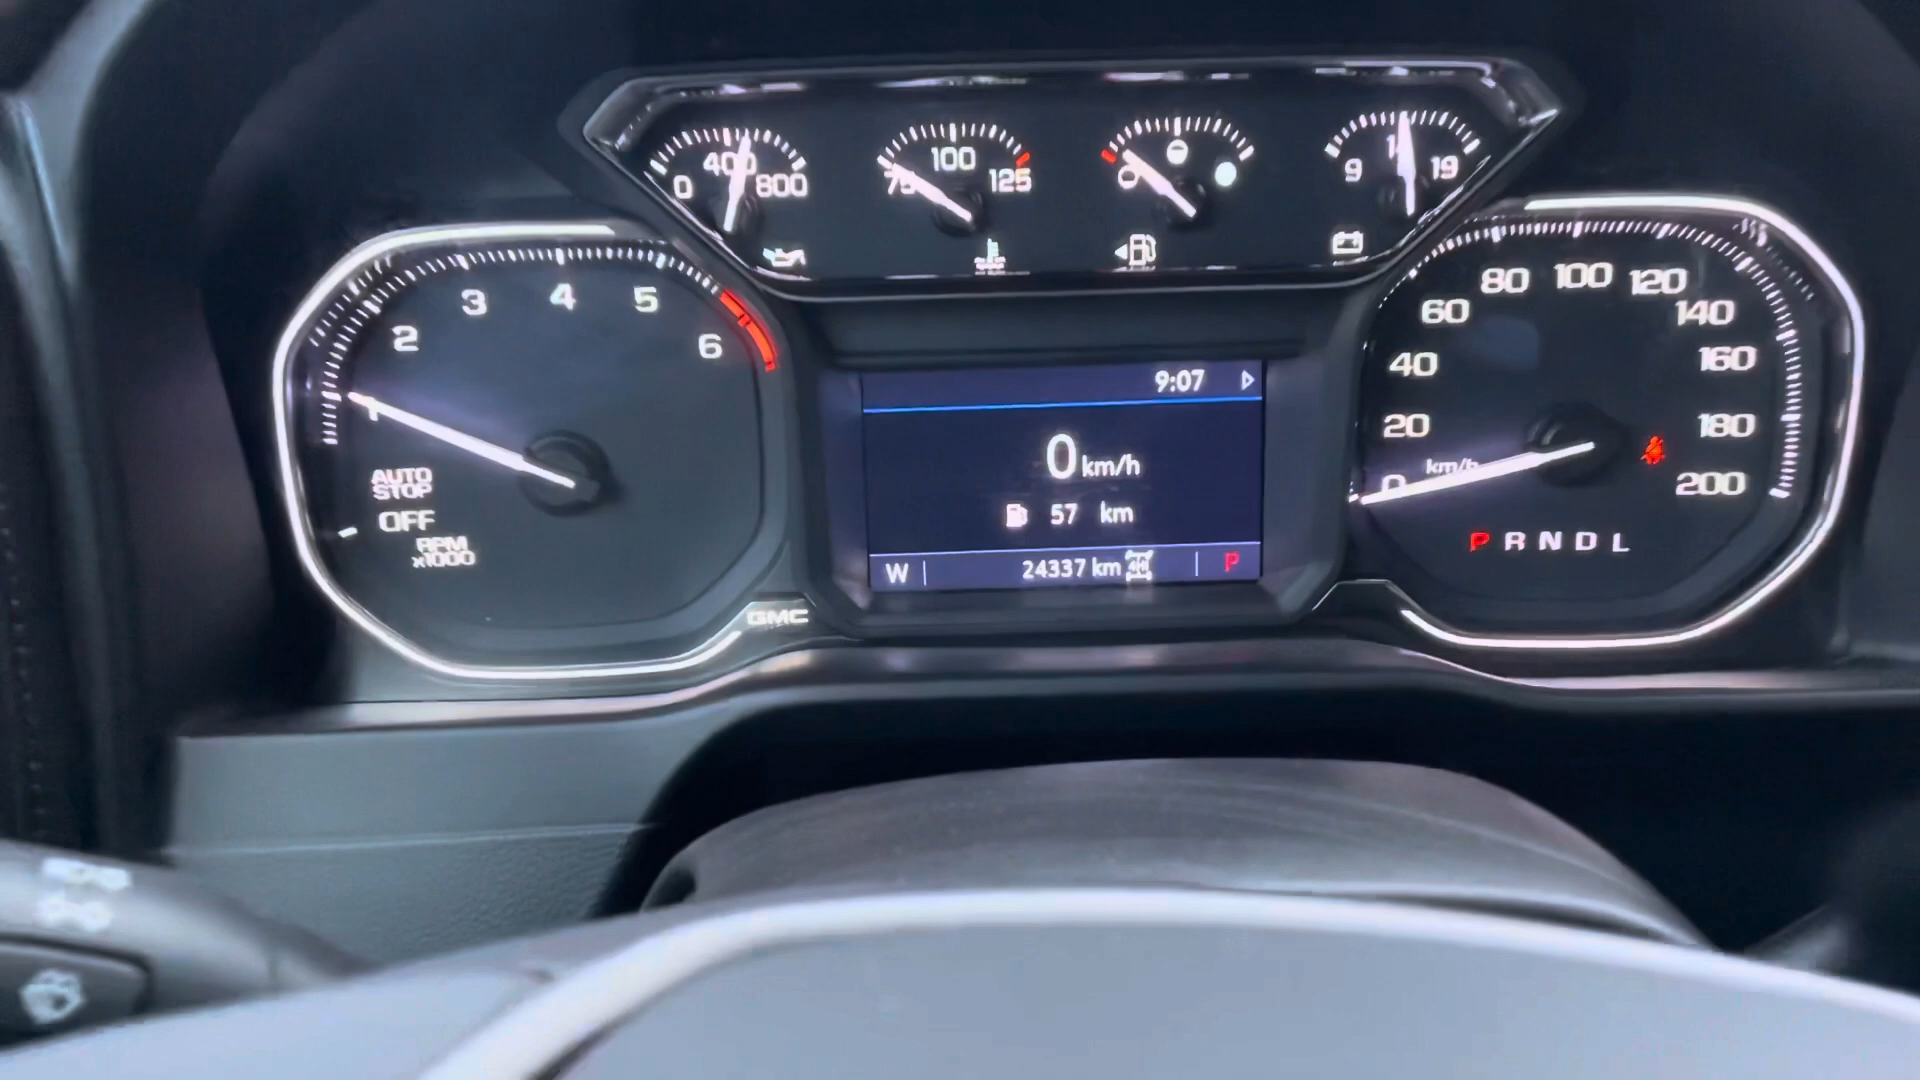 0 400 800
75 100 125
9 19
1 2 3 4 5 6
AUTO
STOP
OFF
RPM
x1000
GMC
9:07
0 km/h
57 km
W 24337 km P
0 20 40 60 80 100 120 140 160 180 200
km/h
P R N D L